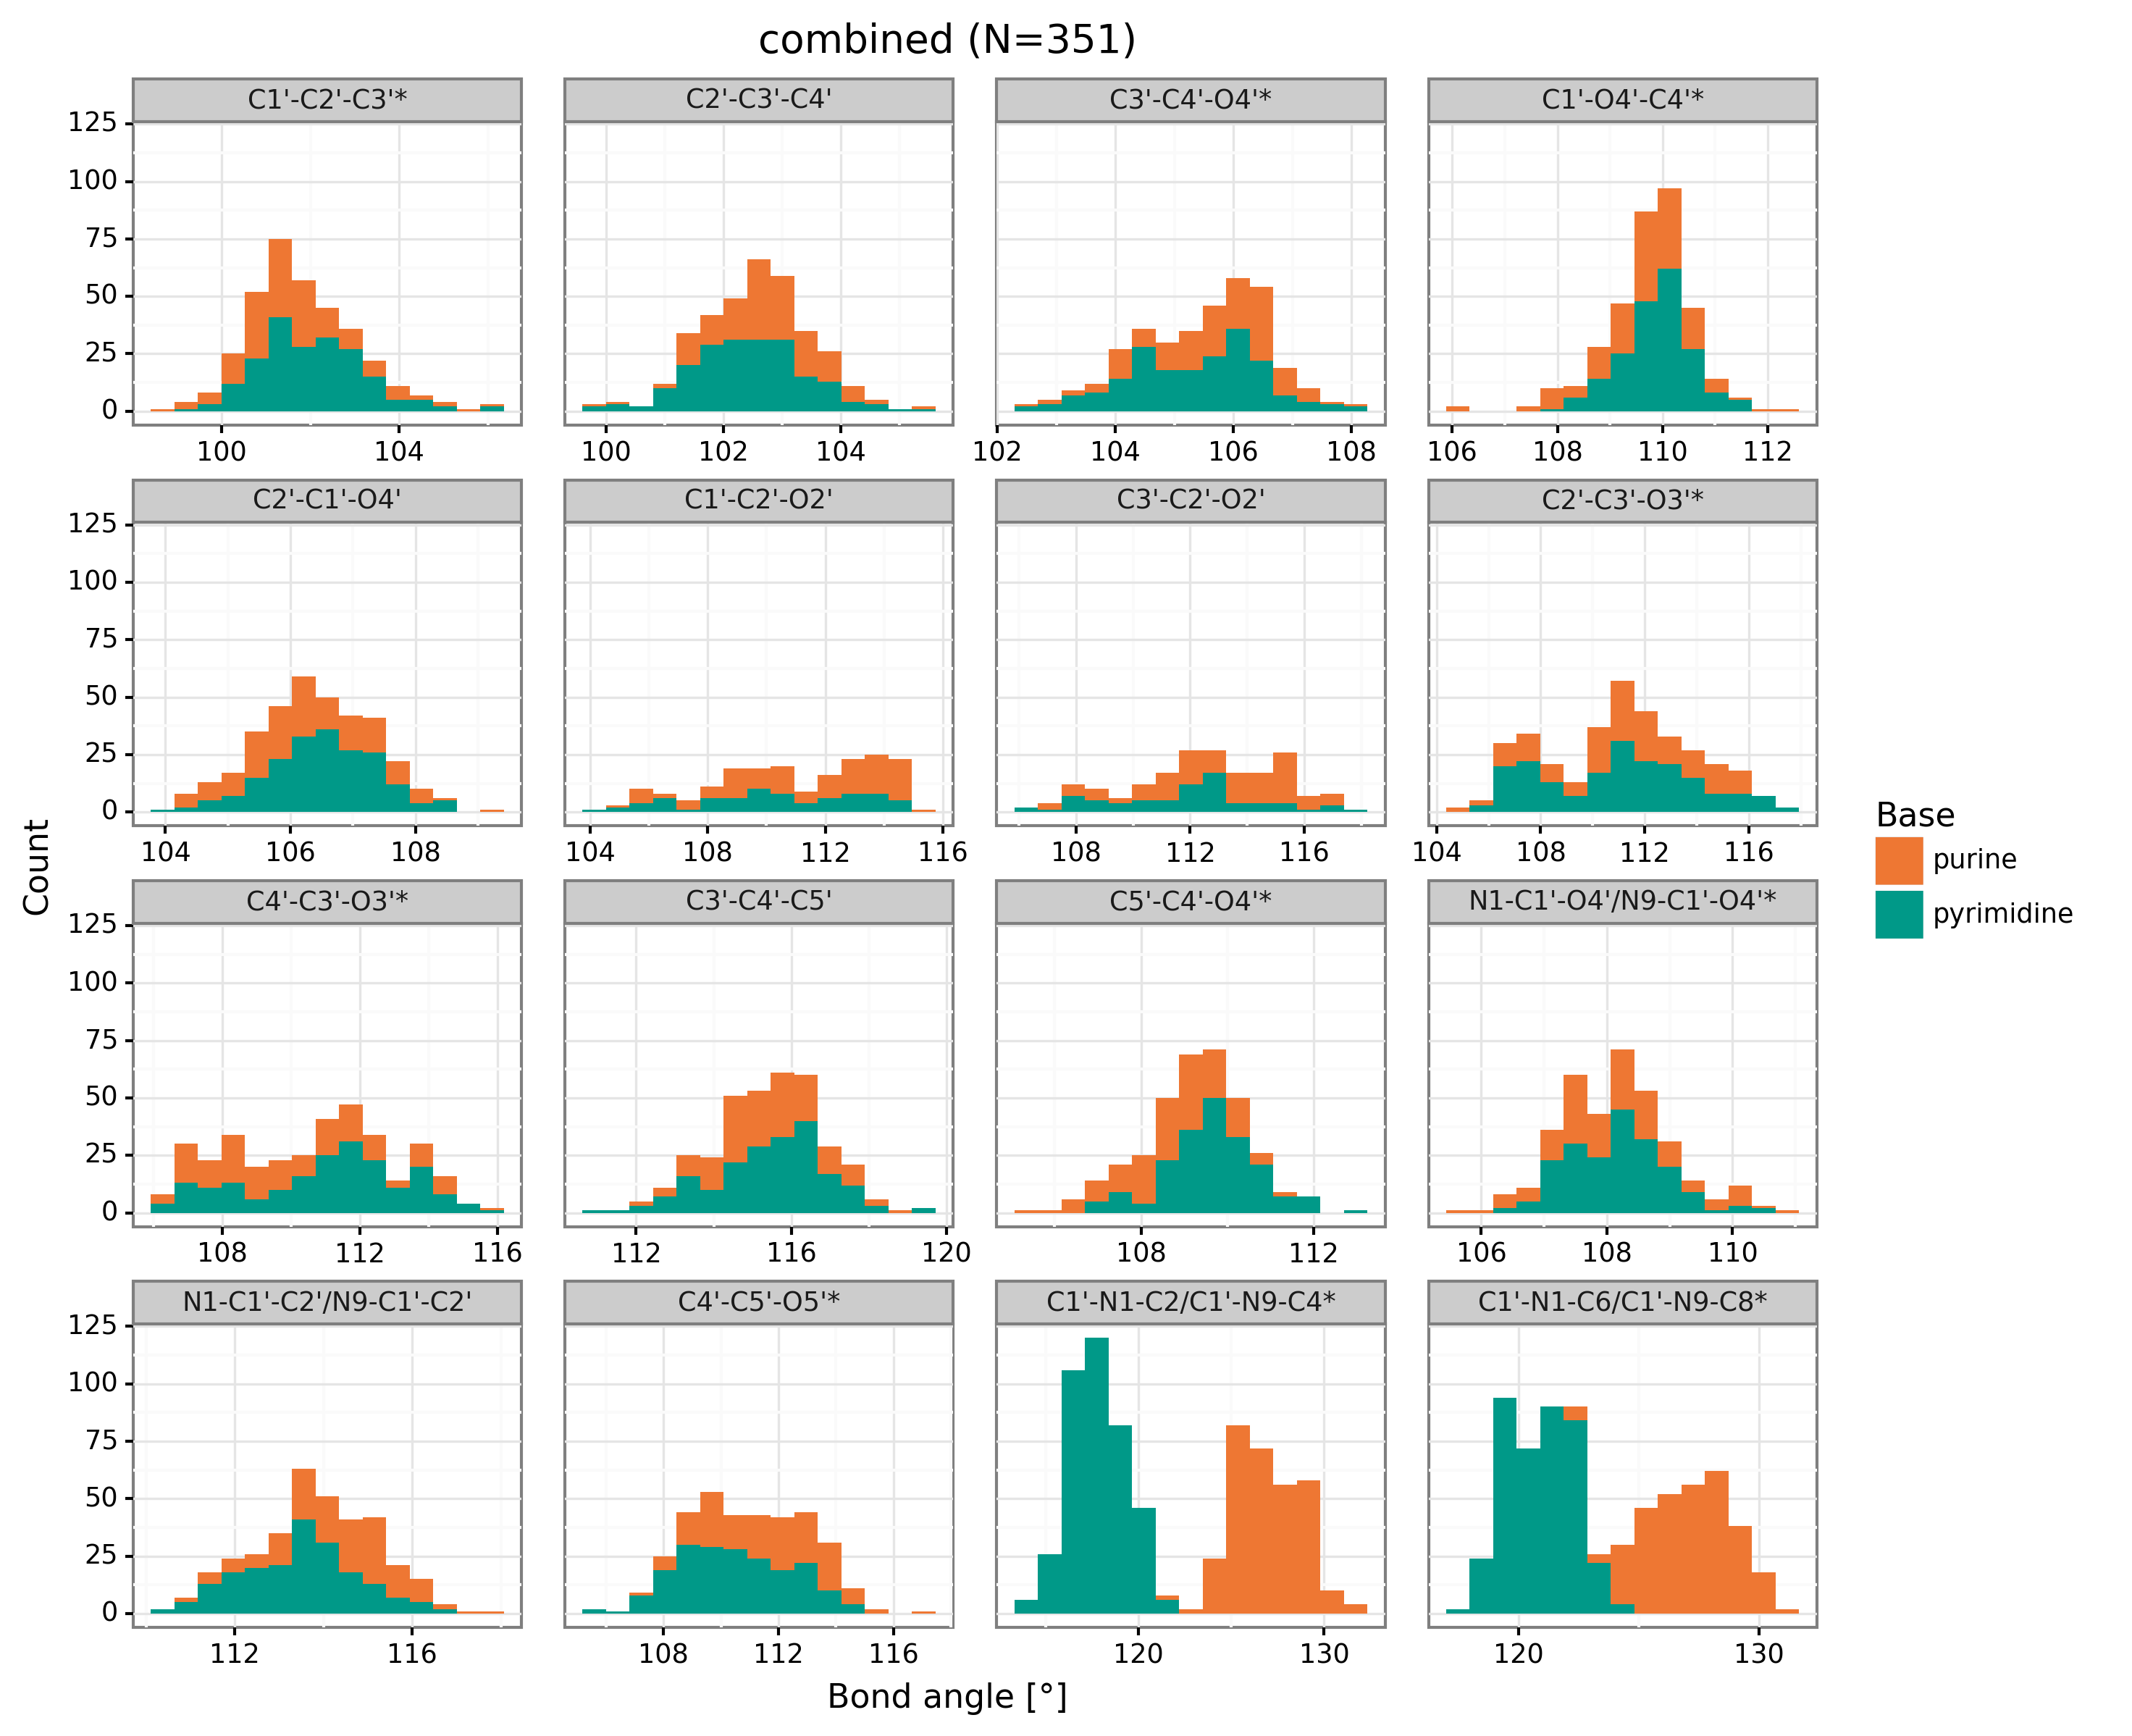 combined (N=351)
C1'-C2'-C3'*
C2'-C3'-C4'
C3'-C4'-O4'*
C1'-O4'-C4'*
125
100
75
50
25
0
100 104
100 102 104
102 104 106 108
106 108 110 112
C2'-C1'-O4'
C1'-C2'-O2'
C3'-C2'-O2'
C2'-C3'-O3'*
125
100
75
50
25
0
104 106 108
104 108 112 116
108 112 116
104 108 112 116
C4'-C3'-O3'*
C3'-C4'-C5'
C5'-C4'-O4'*
N1-C1'-O4'/N9-C1'-O4'*
125
100
75
50
25
0
108 112 116
112 116 120
108 112
106 108 110
N1-C1'-C2'/N9-C1'-C2'
C4'-C5'-O5'*
C1'-N1-C2/C1'-N9-C4*
C1'-N1-C6/C1'-N9-C8*
125
100
75
50
25
0
112 116
108 112 116
120 130
120 130
Count
Bond angle [°]
Base
purine
pyrimidine